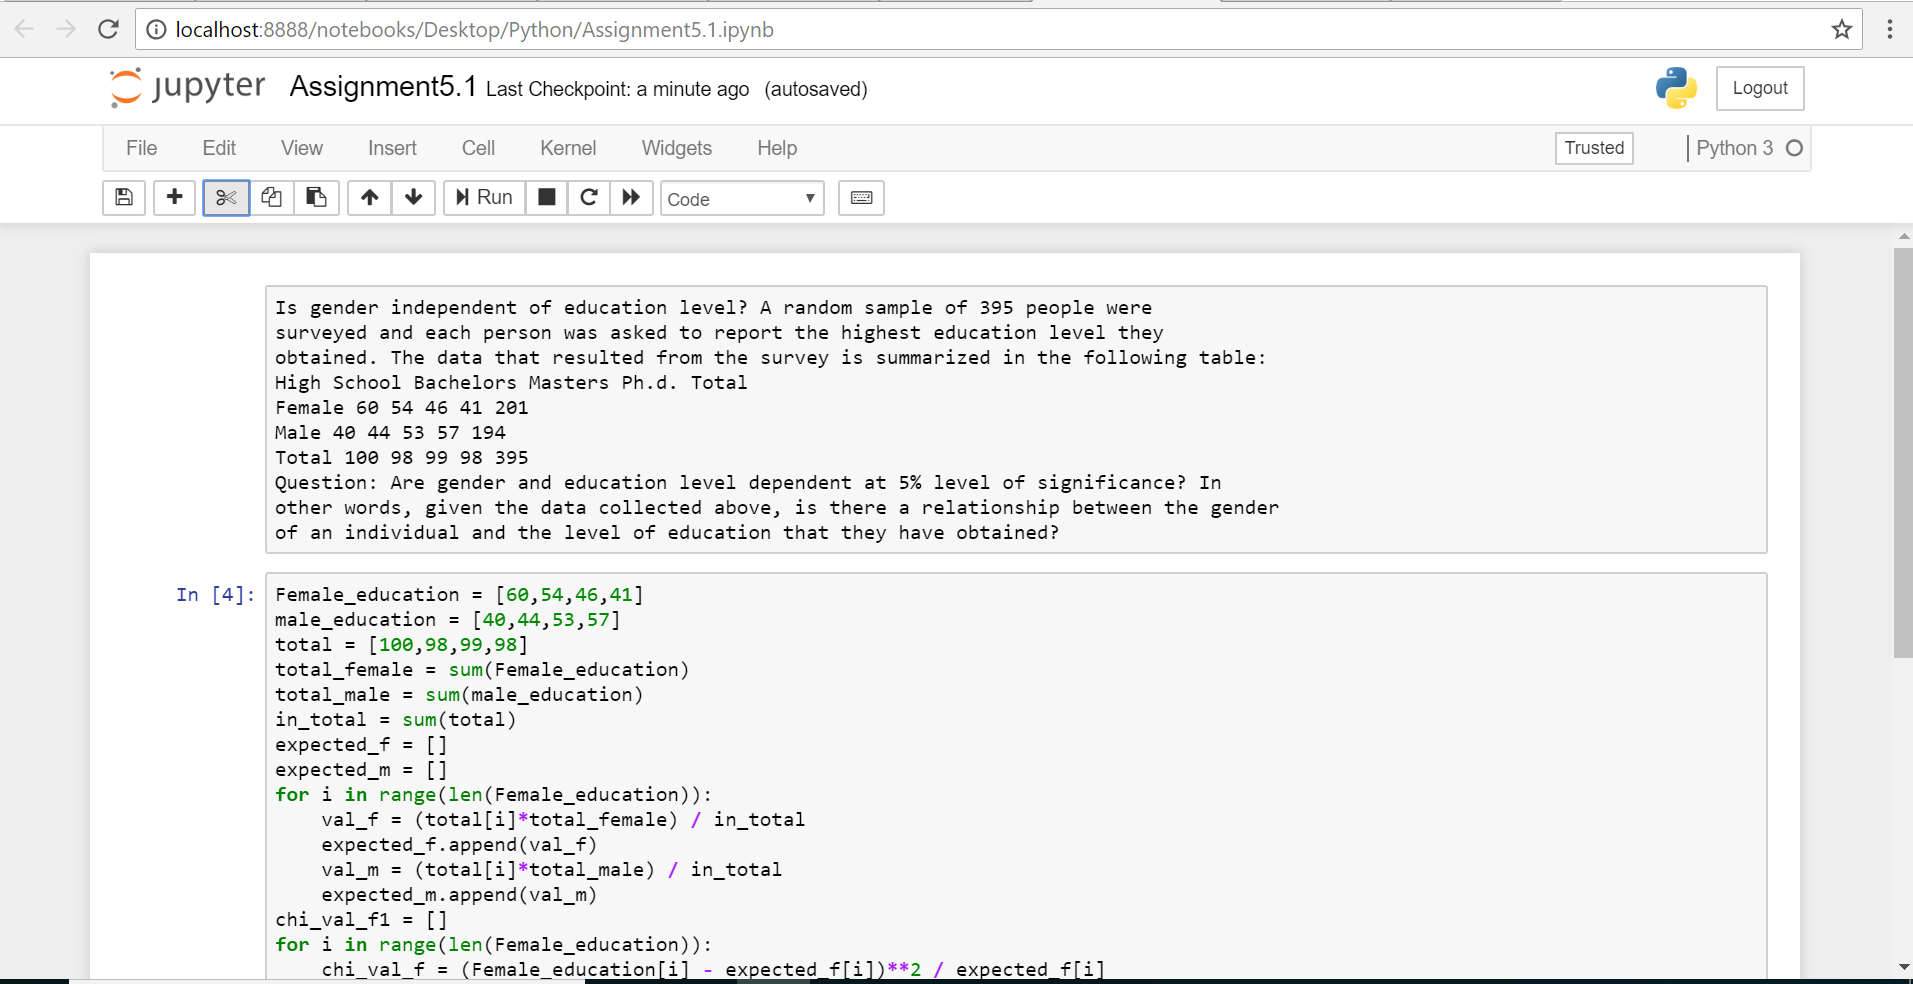 localhost:8888/notebooks/Desktop/Python/Assignment5.1.ipynb
jupyter Assignment5.1 Last Checkpoint: a minute ago (autosaved) Logout
File Edit View Insert Cell Kernel Widgets Help Trusted Python 3
Run Code
Is gender independent of education level? A random sample of 395 people were
surveyed and each person was asked to report the highest education level they
obtained. The data that resulted from the survey is summarized in the following table:
High School Bachelors Masters Ph.d. Total
Female 60 54 46 41 201
Male 40 44 53 57 194
Total 100 98 99 98 395
Question: Are gender and education level dependent at 5% level of significance? In
other words, given the data collected above, is there a relationship between the gender
of an individual and the level of education that they have obtained?
In [4]: Female_education = [60,54,46,41]
male_education = [40,44,53,57]
total = [100,98,99,98]
total_female = sum(Female_education)
total_male = sum(male_education)
in_total = sum(total)
expected_f = []
expected_m = []
for i in range(len(Female_education)):
    val_f = (total[i]*total_female) / in_total
    expected_f.append(val_f)
    val_m = (total[i]*total_male) / in_total
    expected_m.append(val_m)
chi_val_f1 = []
for i in range(len(Female_education)):
    chi_val_f = (Female_education[i] - expected_f[i])**2 / expected_f[i]